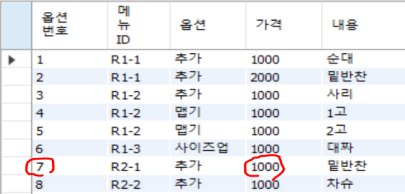 옵션번호 메뉴ID 옵션 가격 내용
1 R1-1 추가 1000 순대
2 R1-1 추가 2000 밑반찬
3 R1-2 추가 1000 사리
4 R1-2 맵기 1000 1고
5 R1-2 맵기 1000 2고
6 R1-3 사이즈업 1000 대짜
7 R2-1 추가 1000 밑반찬
8 R2-2 추가 1000 차슈